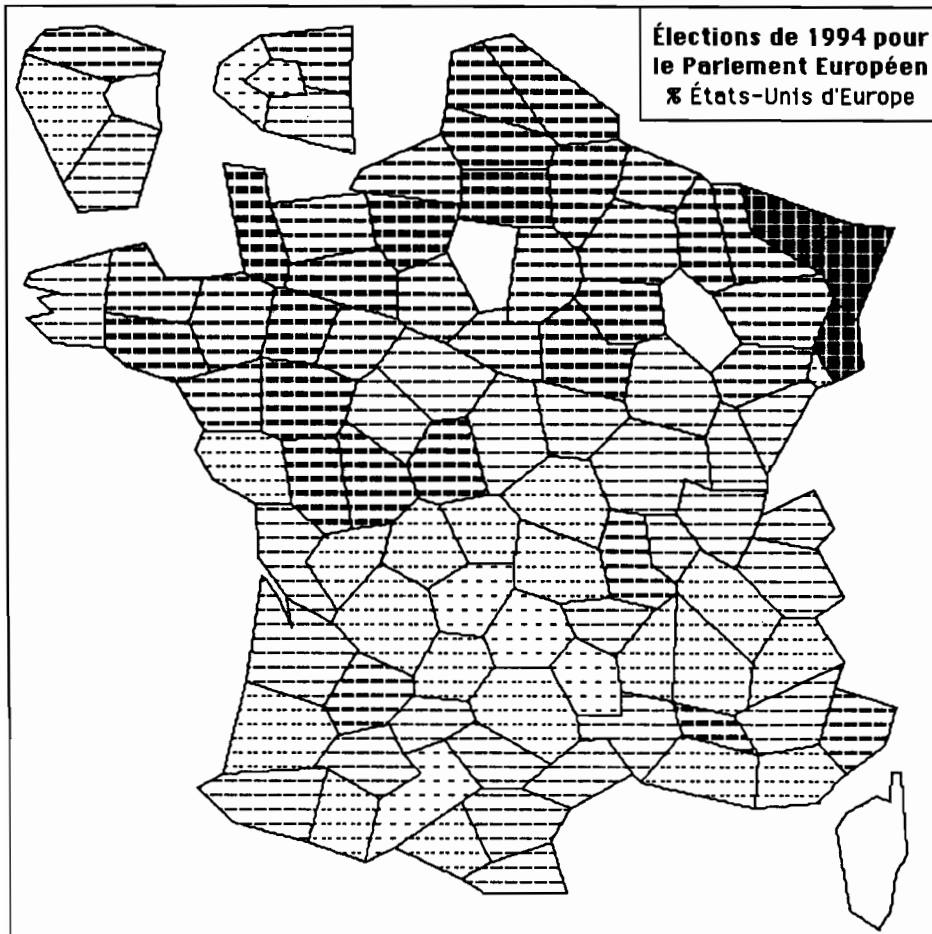 Élections de 1994 pour
le Parlement Européen
% États-Unis d'Europe